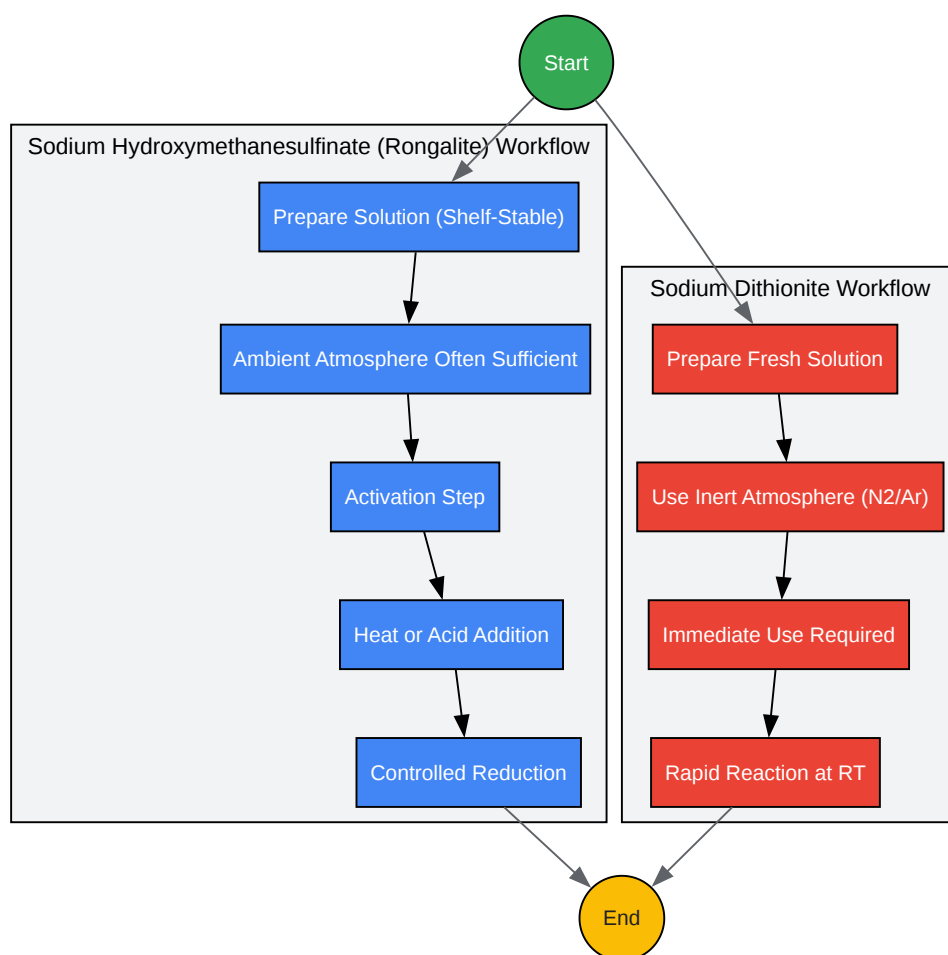 Start
Sodium Hydroxymethanesulfinate (Rongalite) Workflow
Prepare Solution (Shelf-Stable)
Ambient Atmosphere Often Sufficient
Activation Step
Heat or Acid Addition
Controlled Reduction
Sodium Dithionite Workflow
Prepare Fresh Solution
Use Inert Atmosphere (N2/Ar)
Immediate Use Required
Rapid Reaction at RT
End